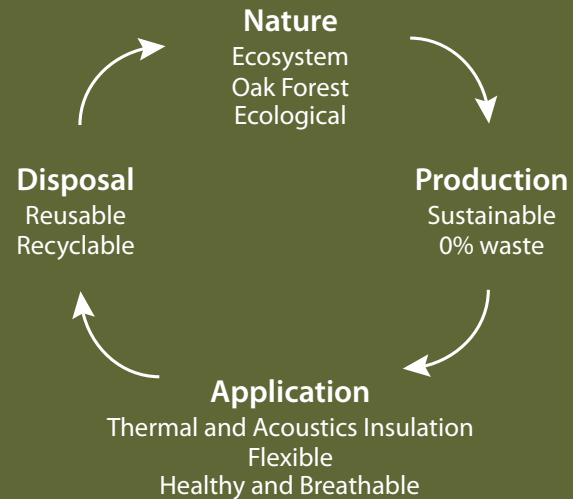 Nature
Ecosystem
Oak Forest
Ecological
Production
Sustainable
0% waste
Application
Thermal and Acoustics Insulation
Flexible
Healthy and Breathable
Disposal
Reusable
Recyclable